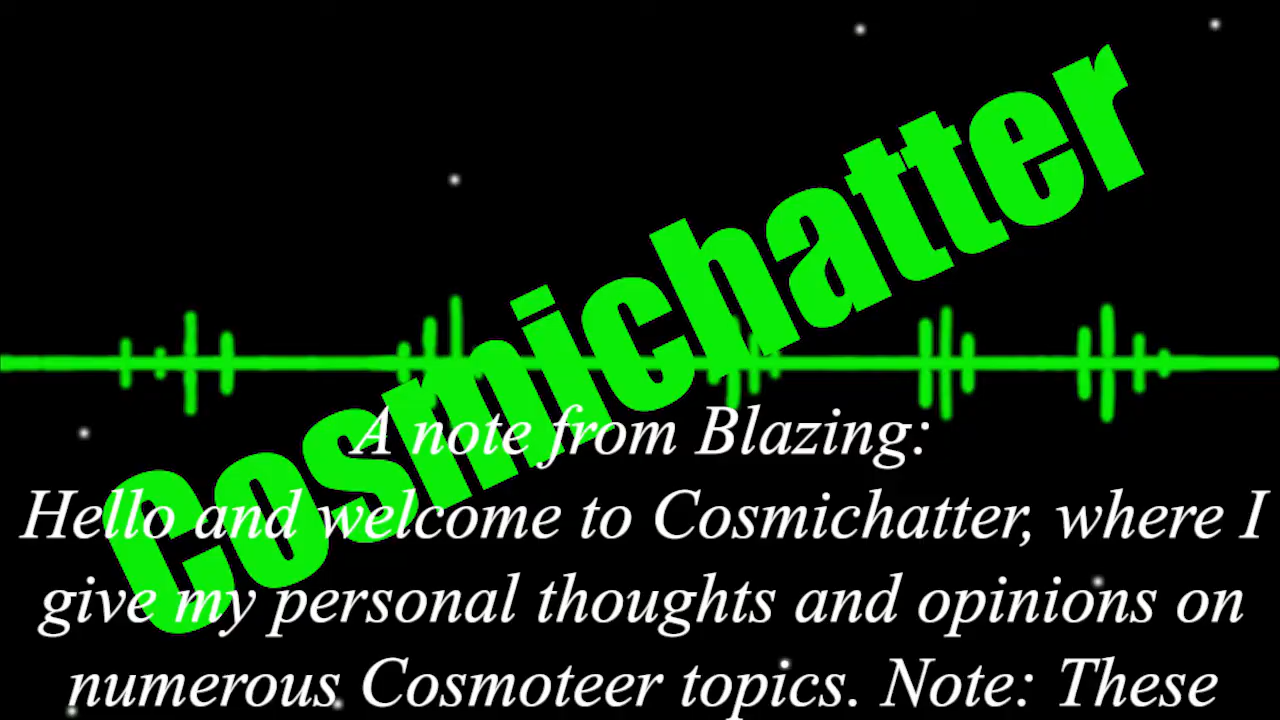 Cosmichatter
A note from Blazing:
Hello and welcome to Cosmichatter, where I
give my personal thoughts and opinions on
numerous Cosmoteer topics. Note: These